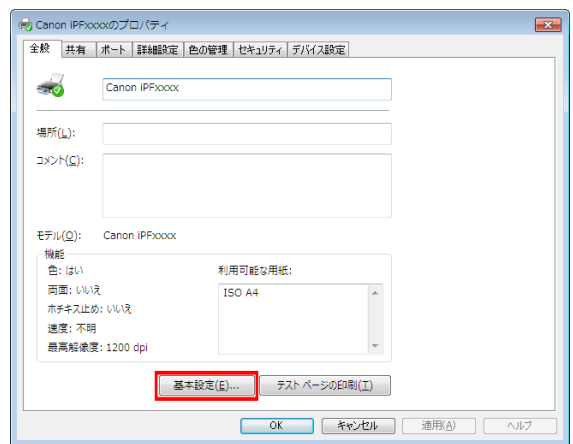 Canon iPFxxxxのプロパティ
全般 共有 ポート 詳細設定 色の管理 セキュリティ デバイス設定
Canon iPFxxxx
場所(L):
コメント(C):
モデル(O): Canon iPFxxxx
機能
色: はい 利用可能な用紙:
両面: いいえ ISO A4
ホチキス止め: いいえ
速度: 不明
最高解像度: 1200 dpi
基本設定(E)... テスト ページの印刷(T)
OK キャンセル 適用(A) ヘルプ